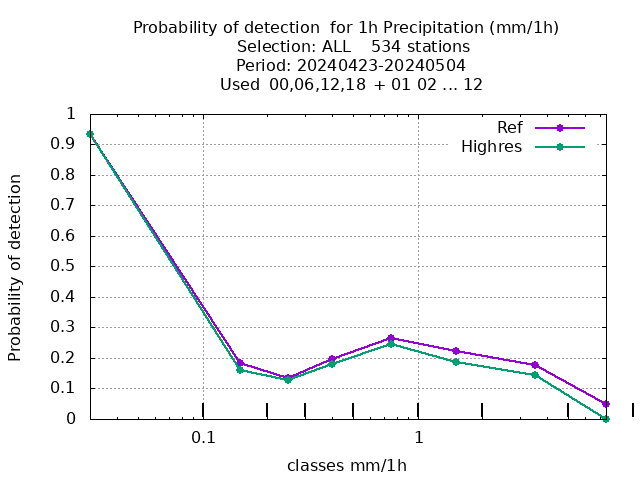 Probability of detection  for 1h Precipitation (mm/1h)
Selection: ALL    534 stations
Period: 20240423-20240504
Used  00,06,12,18  + 01 02 ... 12
Ref
Highres
1
0.9
0.8
0.7
0.6
0.5
0.4
0.3
0.2
0.1
0
Probability of detection
0.1
1
classes mm/1h